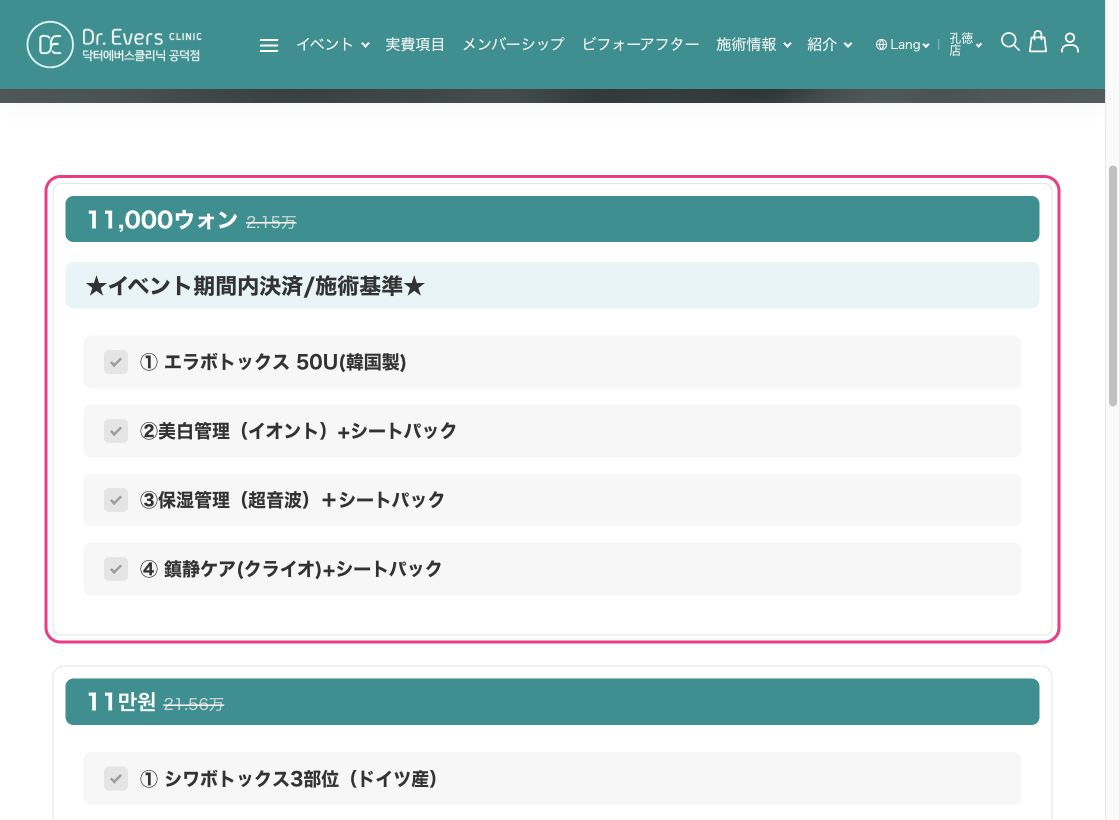 DE Dr. Evers CLINIC
닥터에버스클리닉 공덕점
イベント 実費項目 メンバーシップ ビフォーアフター 施術情報 紹介 Lang 孔徳店
11,000ウォン 2.15万
★イベント期間内決済/施術基準★
① エラボトックス 50U(韓国製)
②美白管理（イオント）+シートパック
③保湿管理（超音波）＋シートパック
④ 鎮静ケア(クライオ)+シートパック
11만원 21.56万
① シワボトックス3部位（ドイツ産）